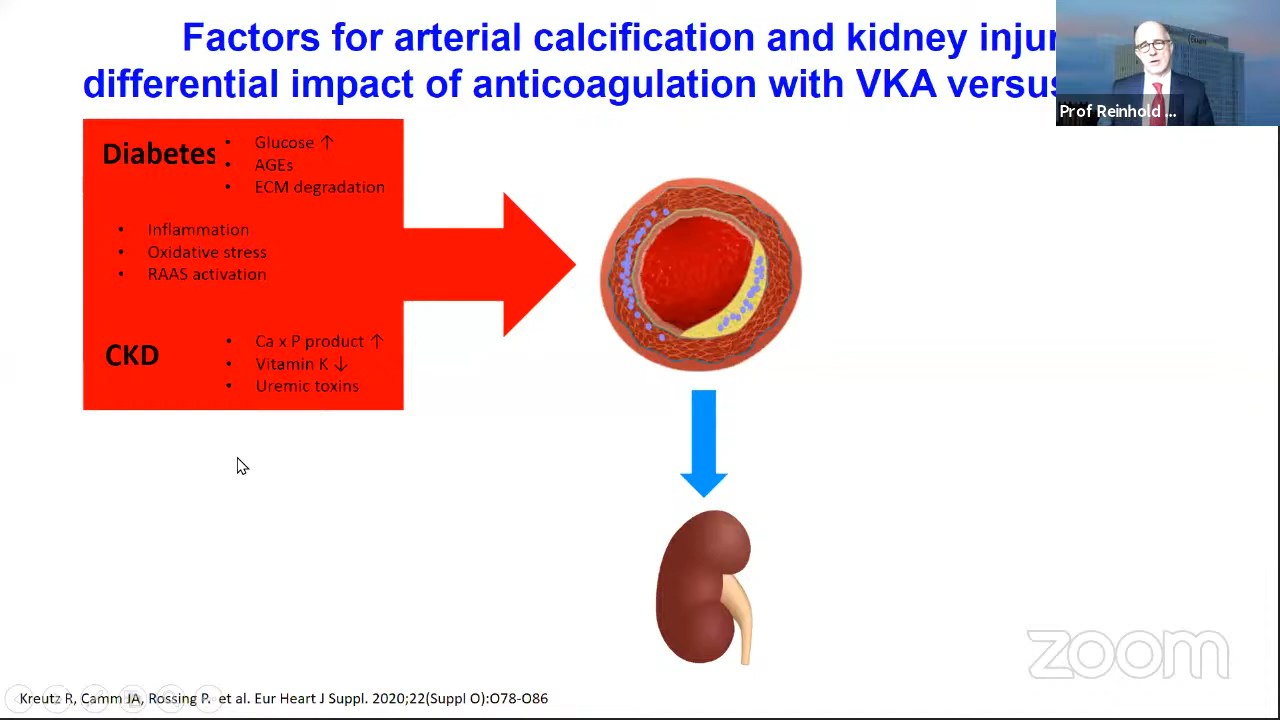 Factors for arterial calcification and kidney injur
differential impact of anticoagulation with VKA versus
Prof Reinhold ...
Diabetes
• Glucose ↑
• AGEs
• ECM degradation
• Inflammation
• Oxidative stress
• RAAS activation
CKD
• Ca x P product ↑
• Vitamin K ↓
• Uremic toxins
zoom
Kreutz R, Camm JA, Rossing P. et al. Eur Heart J Suppl. 2020;22(Suppl O):O78-O86